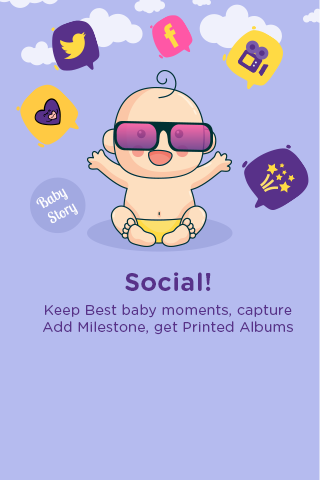 Baby
Story
Social!
Keep Best baby moments, capture
Add Milestone, get Printed Albums